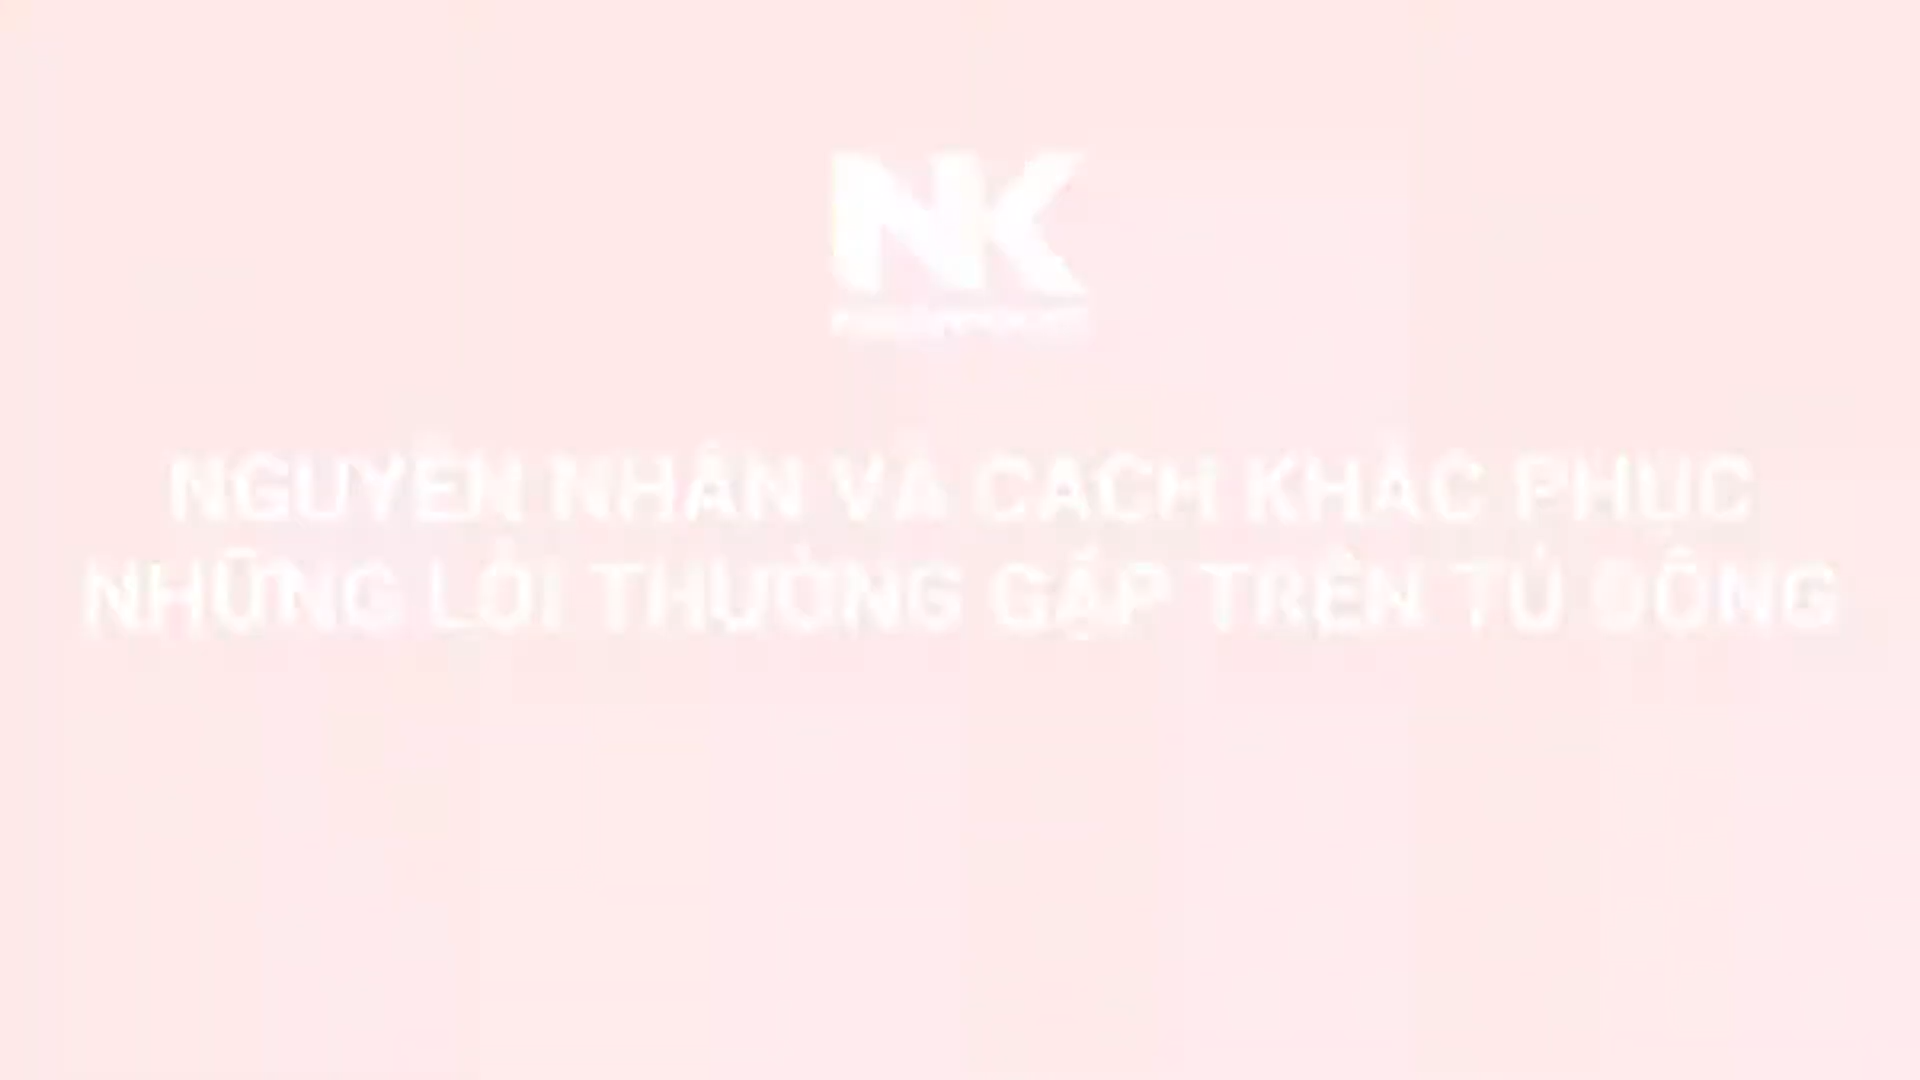 NK
NGUYÊN NHÂN VÀ CÁCH KHẮC PHỤC
NHỮNG LỖI THƯỜNG GẶP TRÊN TỦ ĐÔNG